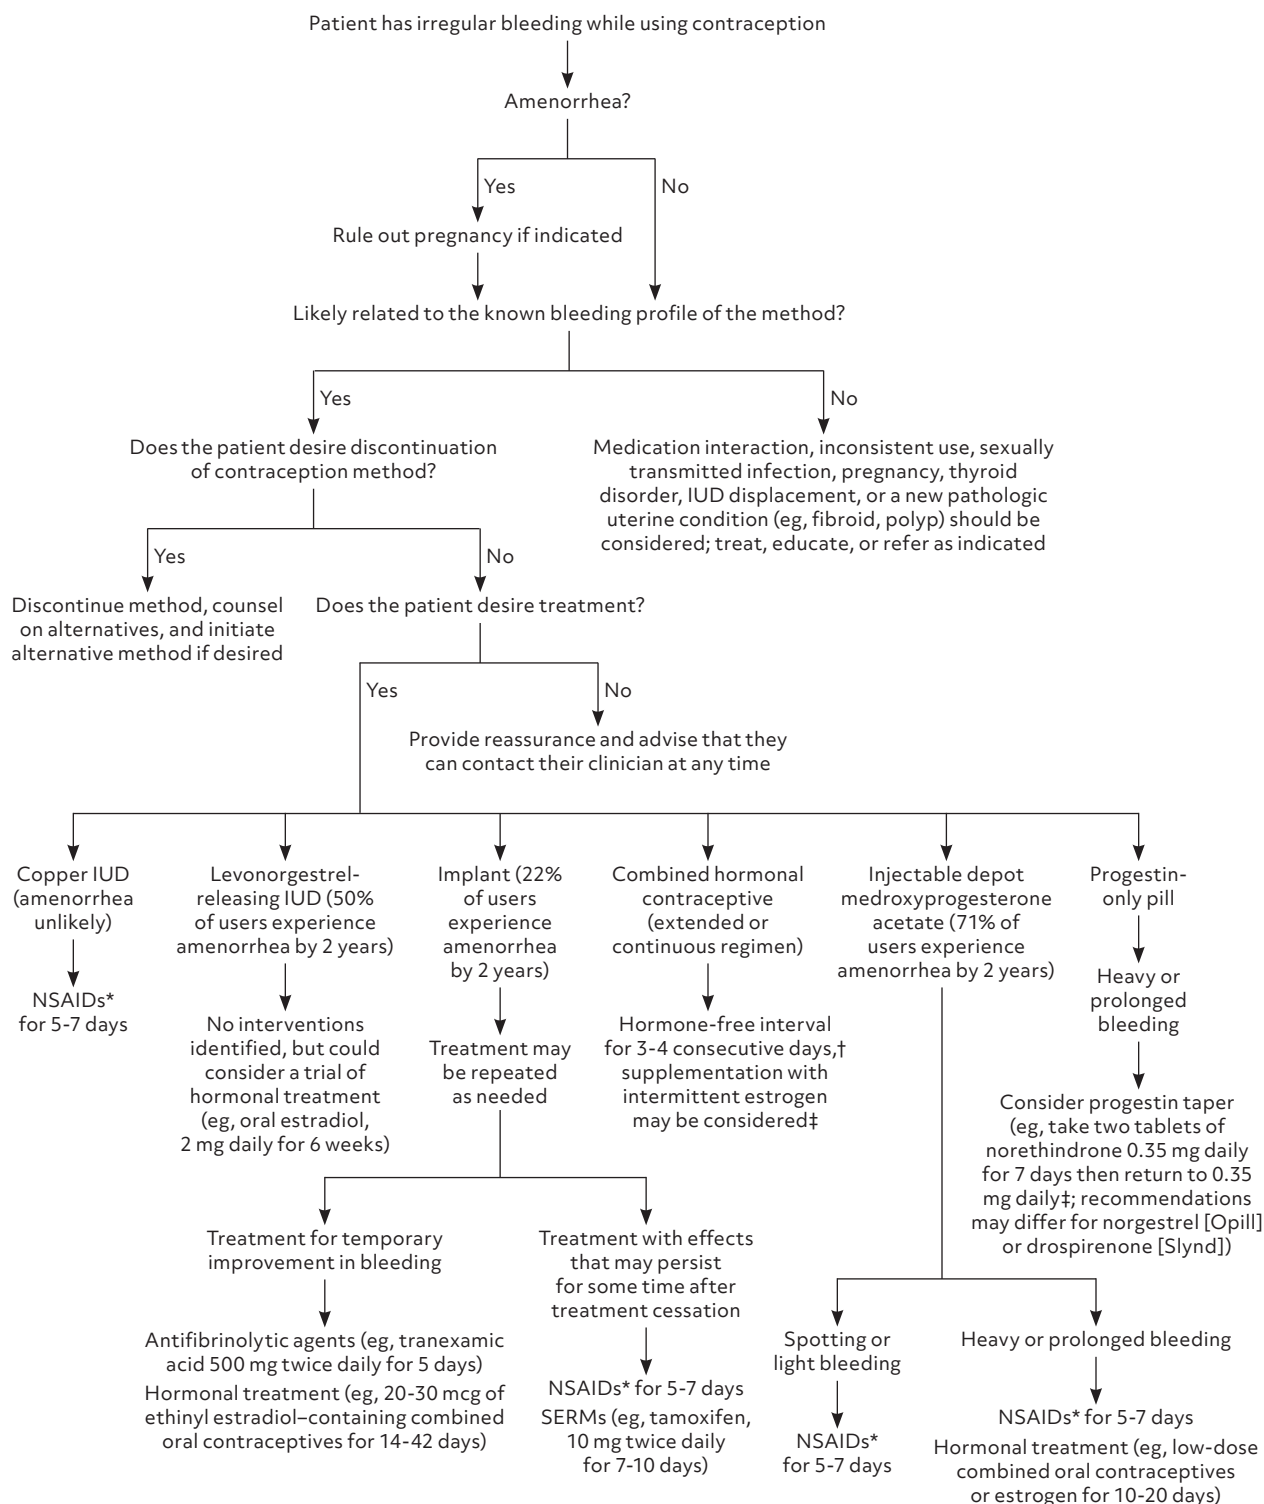 Patient has irregular bleeding while using contraception
Amenorrhea?
Yes
No
Rule out pregnancy if indicated
Likely related to the known bleeding profile of the method?
Yes
No
Does the patient desire discontinuation
of contraception method?
Medication interaction, inconsistent use, sexually
transmitted infection, pregnancy, thyroid
disorder, IUD displacement, or a new pathologic
uterine condition (eg, fibroid, polyp) should be
considered; treat, educate, or refer as indicated
Yes
No
Discontinue method, counsel
on alternatives, and initiate
alternative method if desired
Does the patient desire treatment?
Yes
No
Provide reassurance and advise that they
can contact their clinician at any time
Copper IUD
(amenorrhea
unlikely)
NSAIDs*
for 5-7 days
Levonorgestrel-
releasing IUD (50%
of users experience
amenorrhea by 2 years)
No interventions
identified, but could
consider a trial of
hormonal treatment
(eg, oral estradiol,
2 mg daily for 6 weeks)
Implant (22%
of users
experience
amenorrhea
by 2 years)
Treatment may
be repeated
as needed
Treatment for temporary
improvement in bleeding
Antifibrinolytic agents (eg, tranexamic
acid 500 mg twice daily for 5 days)
Hormonal treatment (eg, 20-30 mcg of
ethinyl estradiol–containing combined
oral contraceptives for 14-42 days)
Treatment with effects
that may persist
for some time after
treatment cessation
NSAIDs* for 5-7 days
SERMs (eg, tamoxifen,
10 mg twice daily
for 7-10 days)
Combined hormonal
contraceptive
(extended or
continuous regimen)
Hormone-free interval
for 3-4 consecutive days,†
supplementation with
intermittent estrogen
may be considered‡
Injectable depot
medroxyprogesterone
acetate (71% of
users experience
amenorrhea by 2 years)
Spotting or
light bleeding
NSAIDs*
for 5-7 days
Heavy or prolonged bleeding
NSAIDs* for 5-7 days
Hormonal treatment (eg, low-dose
combined oral contraceptives
or estrogen for 10-20 days)
Progestin-
only pill
Heavy or
prolonged
bleeding
Consider progestin taper
(eg, take two tablets of
norethindrone 0.35 mg daily
for 7 days then return to 0.35
mg daily‡; recommendations
may differ for norgestrel [Opill]
or drospirenone [Slynd])